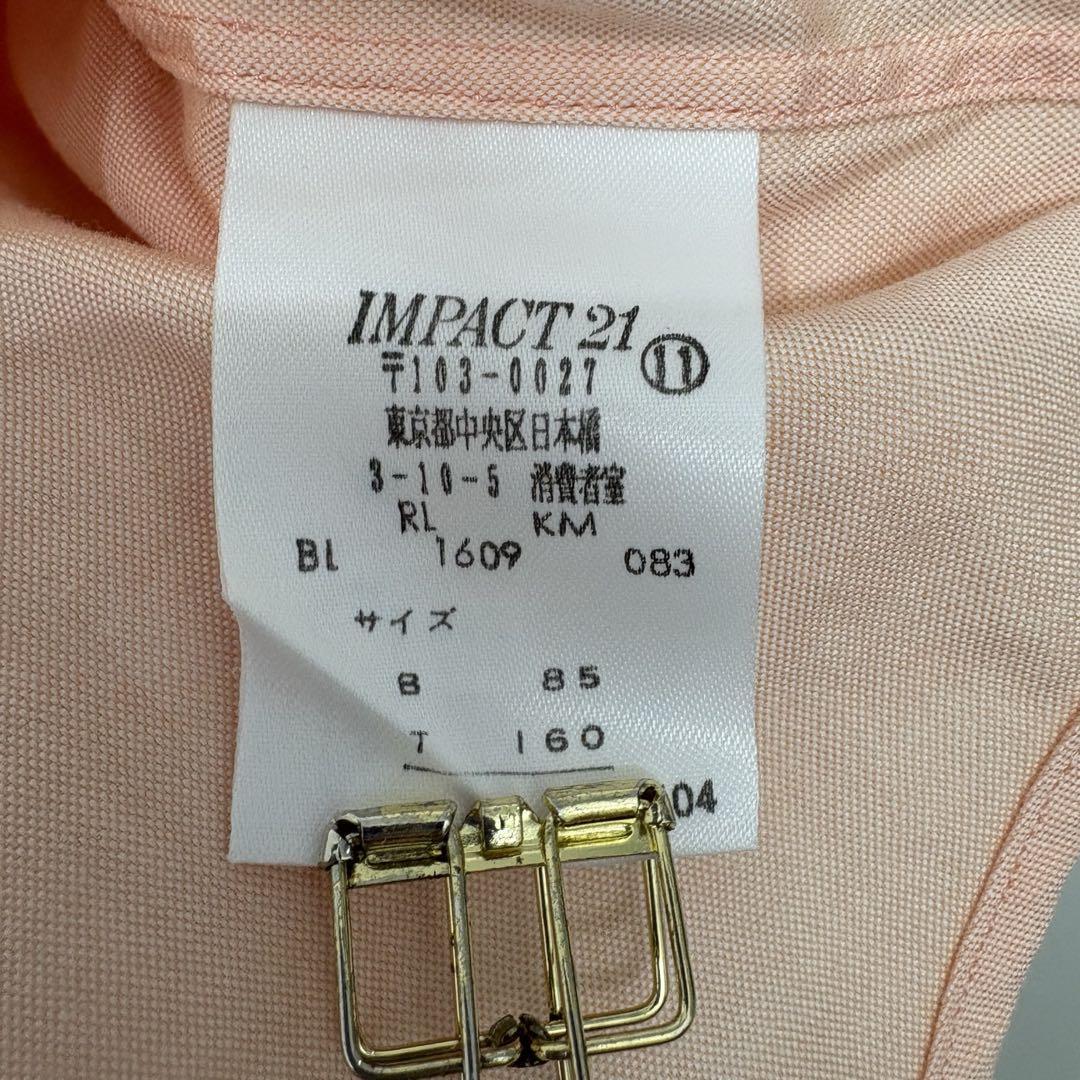 IMPACT 21
〒103-0027 ⑪
東京都中央区日本橋
3-10-5 消費者室
RL KM
BL 1609 083
サイズ
B 85
T 160
04